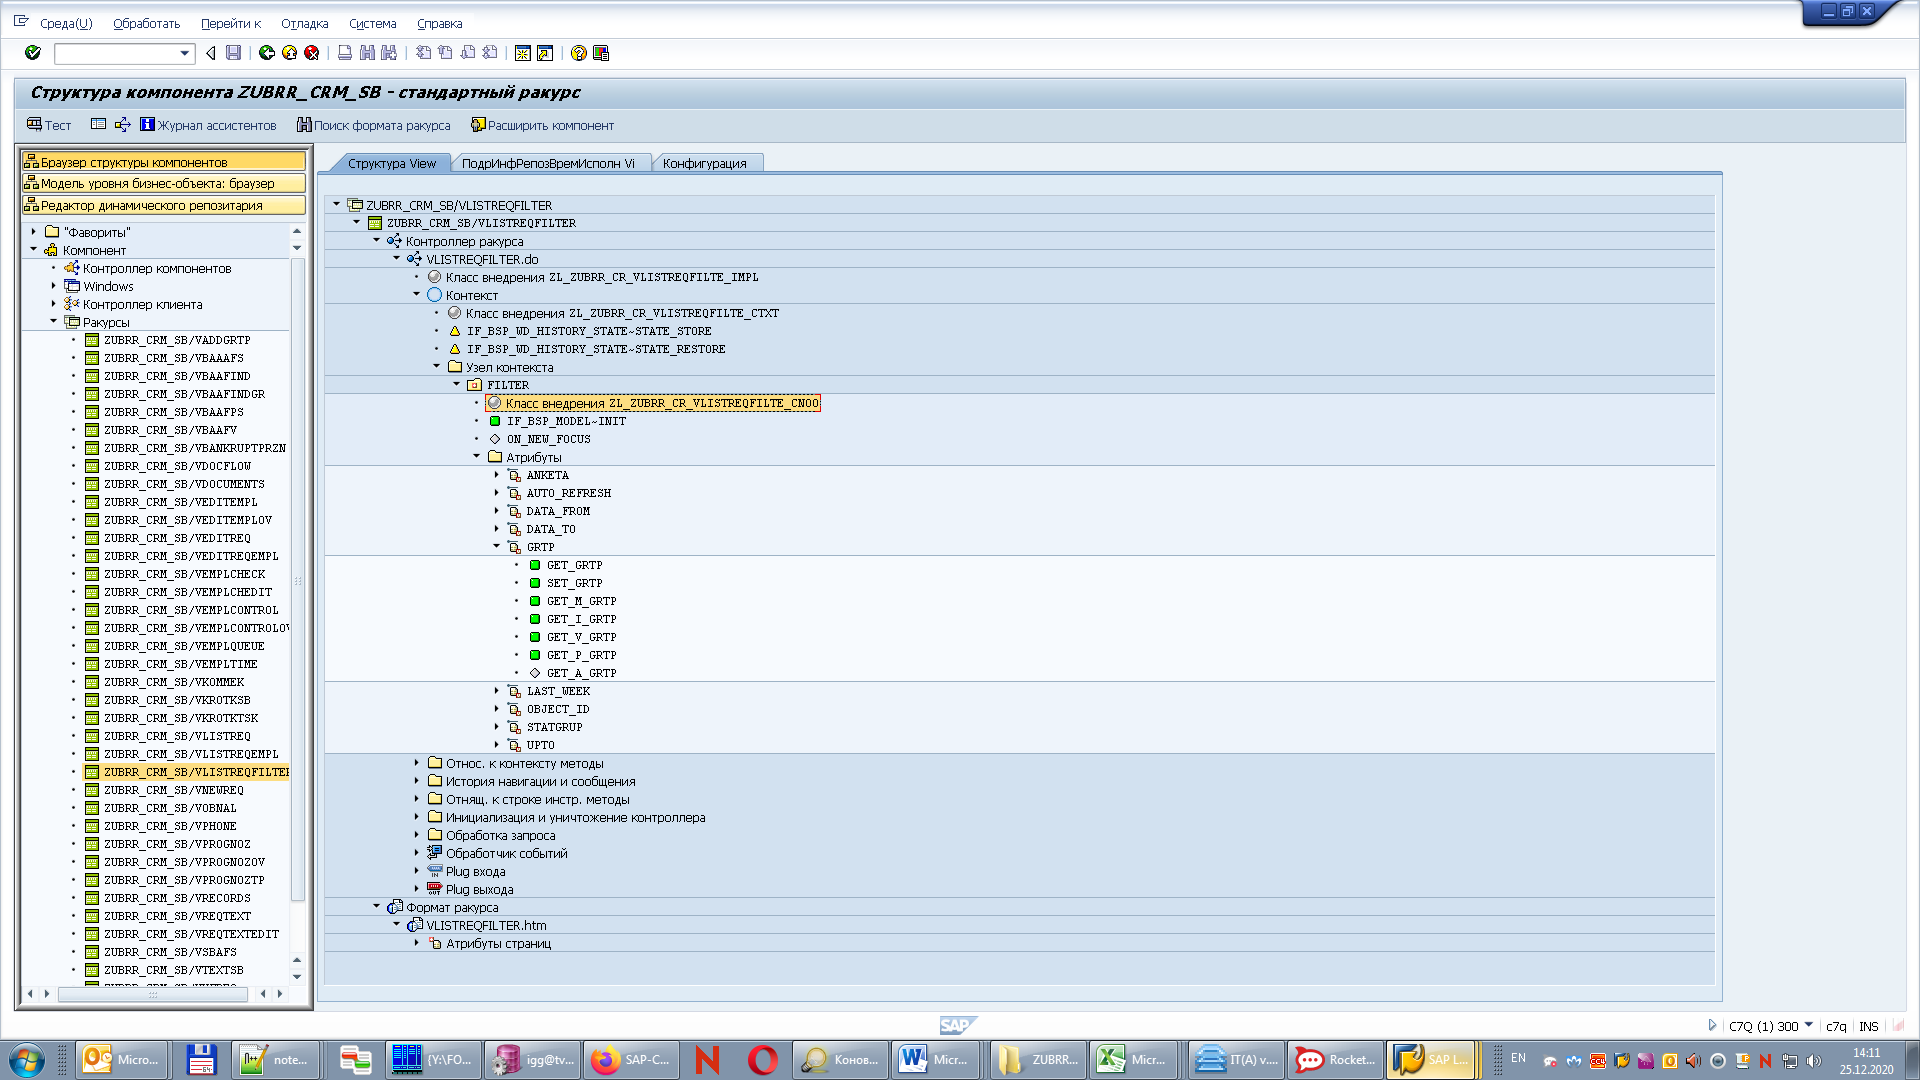 Среда(U) Обработать Перейти к Отладка Система Справка
Структура компонента ZUBRR_CRM_SB - стандартный ракурс
Тест Журнал ассистентов Поиск формата ракурса Расширить компонент
Браузер структуры компонентов
Модель уровня бизнес-объекта: браузер
Редактор динамического репозитария
"Фавориты"
Компонент
Контроллер компонентов
Windows
Контроллер клиента
Ракурсы
ZUBRR_CRM_SB/VADDGRTP
ZUBRR_CRM_SB/VBAAAFS
ZUBRR_CRM_SB/VBAAFIND
ZUBRR_CRM_SB/VBAAFINDGR
ZUBRR_CRM_SB/VBAAFPS
ZUBRR_CRM_SB/VBAAFV
ZUBRR_CRM_SB/VBANKRUPTPRZN
ZUBRR_CRM_SB/VDOCFLOW
ZUBRR_CRM_SB/VDOCUMENTS
ZUBRR_CRM_SB/VEDITEMPL
ZUBRR_CRM_SB/VEDITEMPLOV
ZUBRR_CRM_SB/VEDITREQ
ZUBRR_CRM_SB/VEDITREQEMPL
ZUBRR_CRM_SB/VEMPLCHECK
ZUBRR_CRM_SB/VEMPLCHEDIT
ZUBRR_CRM_SB/VEMPLCONTROL
ZUBRR_CRM_SB/VEMPLCONTROLOV
ZUBRR_CRM_SB/VEMPLQUEUE
ZUBRR_CRM_SB/VEMPLTIME
ZUBRR_CRM_SB/VKOMMEK
ZUBRR_CRM_SB/VKROTKSB
ZUBRR_CRM_SB/VKROTKTSK
ZUBRR_CRM_SB/VLISTREQ
ZUBRR_CRM_SB/VLISTREQEMPL
ZUBRR_CRM_SB/VLISTREQFILTER
ZUBRR_CRM_SB/VNEWREQ
ZUBRR_CRM_SB/VOBNAL
ZUBRR_CRM_SB/VPHONE
ZUBRR_CRM_SB/VPROGNOZ
ZUBRR_CRM_SB/VPROGNOZOV
ZUBRR_CRM_SB/VPROGNOZTP
ZUBRR_CRM_SB/VRECORDS
ZUBRR_CRM_SB/VREQTEXT
ZUBRR_CRM_SB/VREQTEXTEDIT
ZUBRR_CRM_SB/VSBAFS
ZUBRR_CRM_SB/VTEXTSB
Структура View ПодрИнфРепозВремИсполн Vi Конфигурация
ZUBRR_CRM_SB/VLISTREQFILTER
ZUBRR_CRM_SB/VLISTREQFILTER
Контроллер ракурса
VLISTREQFILTER.do
Класс внедрения ZL_ZUBRR_CR_VLISTREQFILTE_IMPL
Контекст
Класс внедрения ZL_ZUBRR_CR_VLISTREQFILTE_CTXT
IF_BSP_WD_HISTORY_STATE~STATE_STORE
IF_BSP_WD_HISTORY_STATE~STATE_RESTORE
Узел контекста
FILTER
Класс внедрения ZL_ZUBRR_CR_VLISTREQFILTE_CN00
IF_BSP_MODEL~INIT
ON_NEW_FOCUS
Атрибуты
ANKETA
AUTO_REFRESH
DATA_FROM
DATA_TO
GRTP
GET_GRTP
SET_GRTP
GET_M_GRTP
GET_I_GRTP
GET_V_GRTP
GET_P_GRTP
GET_A_GRTP
LAST_WEEK
OBJECT_ID
STATGRUP
UPTO
Относ. к контексту методы
История навигации и сообщения
Отнящ. к строке инстр. методы
Инициализация и уничтожение контроллера
Обработка запроса
Обработчик событий
Plug входа
Plug выхода
Формат ракурса
VLISTREQFILTER.htm
Атрибуты страниц
SAP
C7Q (1) 300 c7q INS
Micro... note... {Y:\FO... igg@tv... SAP-C... Конов... Micr... ZUBRR... Micr... IT(A) v... Rocket... SAP L... EN 14:11
25.12.2020